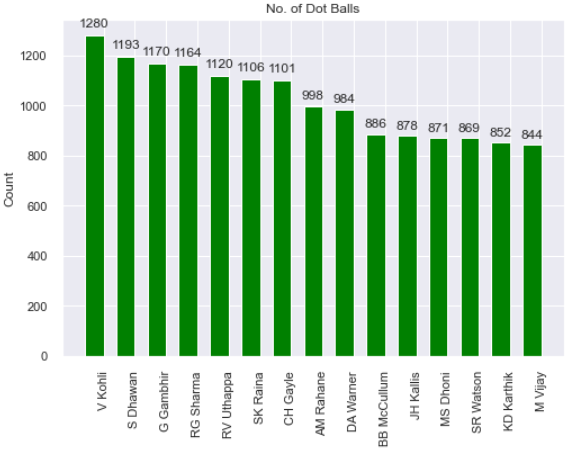 No. of Dot Balls
1280
1193
1170
1164
1120
1106
1101
998
984
886
878
871
869
852
844
1200
1000
800
600
400
200
0
Count
V Kohli
S Dhawan
G Gambhir
RG Sharma
RV Uthappa
SK Raina
CH Gayle
AM Rahane
DA Warner
BB McCullum
JH Kallis
MS Dhoni
SR Watson
KD Karthik
M Vijay